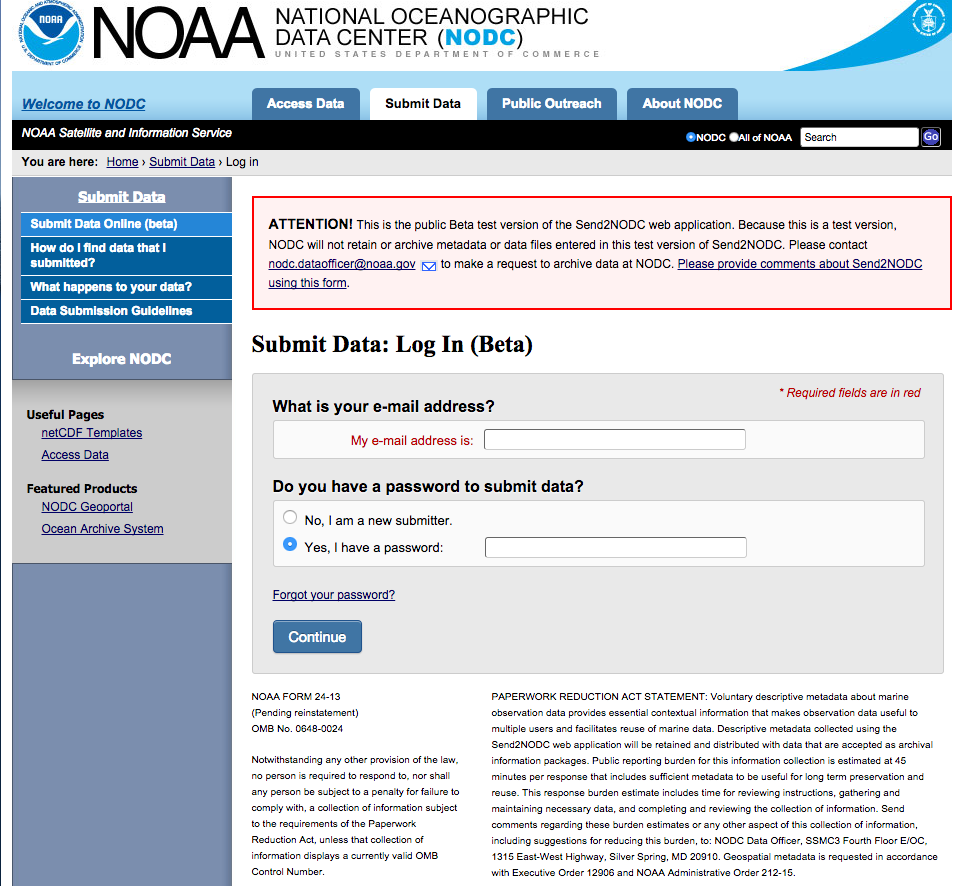 NOAA
NOAA
NATIONAL OCEANOGRAPHIC
DATA CENTER (NODC)
UNITED STATES DEPARTMENT OF COMMERCE
Welcome to NODC
Access Data
Submit Data
Public Outreach
About NODC
NOAA Satellite and Information Service
NODC
All of NOAA
Search
Go
You are here: Home › Submit Data › Log in
Submit Data
Submit Data Online (beta)
How do I find data that I
submitted?
What happens to your data?
Data Submission Guidelines
Explore NODC
Useful Pages
netCDF Templates
Access Data
Featured Products
NODC Geoportal
Ocean Archive System
ATTENTION! This is the public Beta test version of the Send2NODC web application. Because this is a test version,
NODC will not retain or archive metadata or data files entered in this test version of Send2NODC. Please contact
nodc.dataofficer@noaa.gov to make a request to archive data at NODC. Please provide comments about Send2NODC
using this form.
Submit Data: Log In (Beta)
* Required fields are in red
What is your e-mail address?
My e-mail address is:
Do you have a password to submit data?
No, I am a new submitter.
Yes, I have a password:
Forgot your password?
Continue
NOAA FORM 24-13
(Pending reinstatement)
OMB No. 0648-0024
Notwithstanding any other provision of the law,
no person is required to respond to, nor shall
any person be subject to a penalty for failure to
comply with, a collection of information subject
to the requirements of the Paperwork
Reduction Act, unless that collection of
information displays a currently valid OMB
Control Number.
PAPERWORK REDUCTION ACT STATEMENT: Voluntary descriptive metadata about marine
observation data provides essential contextual information that makes observation data useful to
multiple users and facilitates reuse of marine data. Descriptive metadata collected using the
Send2NODC web application will be retained and distributed with data that are accepted as archival
information packages. Public reporting burden for this information collection is estimated at 45
minutes per response that includes sufficient metadata to be useful for long term preservation and
reuse. This response burden estimate includes time for reviewing instructions, gathering and
maintaining necessary data, and completing and reviewing the collection of information. Send
comments regarding these burden estimates or any other aspect of this collection of information,
including suggestions for reducing this burden, to: NODC Data Officer, SSMC3 Fourth Floor E/OC,
1315 East-West Highway, Silver Spring, MD 20910. Geospatial metadata is requested in accordance
with Executive Order 12906 and NOAA Administrative Order 212-15.